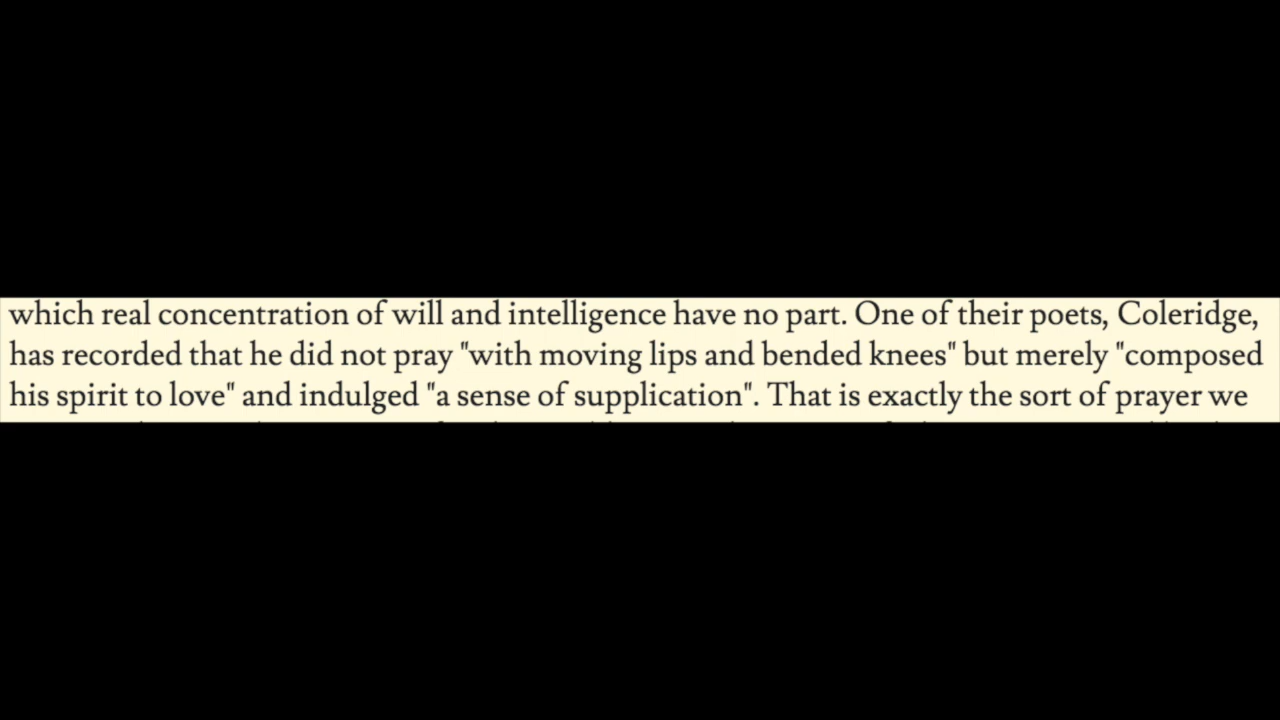 which real concentration of will and intelligence have no part. One of their poets, Coleridge,
has recorded that he did not pray "with moving lips and bended knees" but merely "composed
his spirit to love" and indulged "a sense of supplication". That is exactly the sort of prayer we